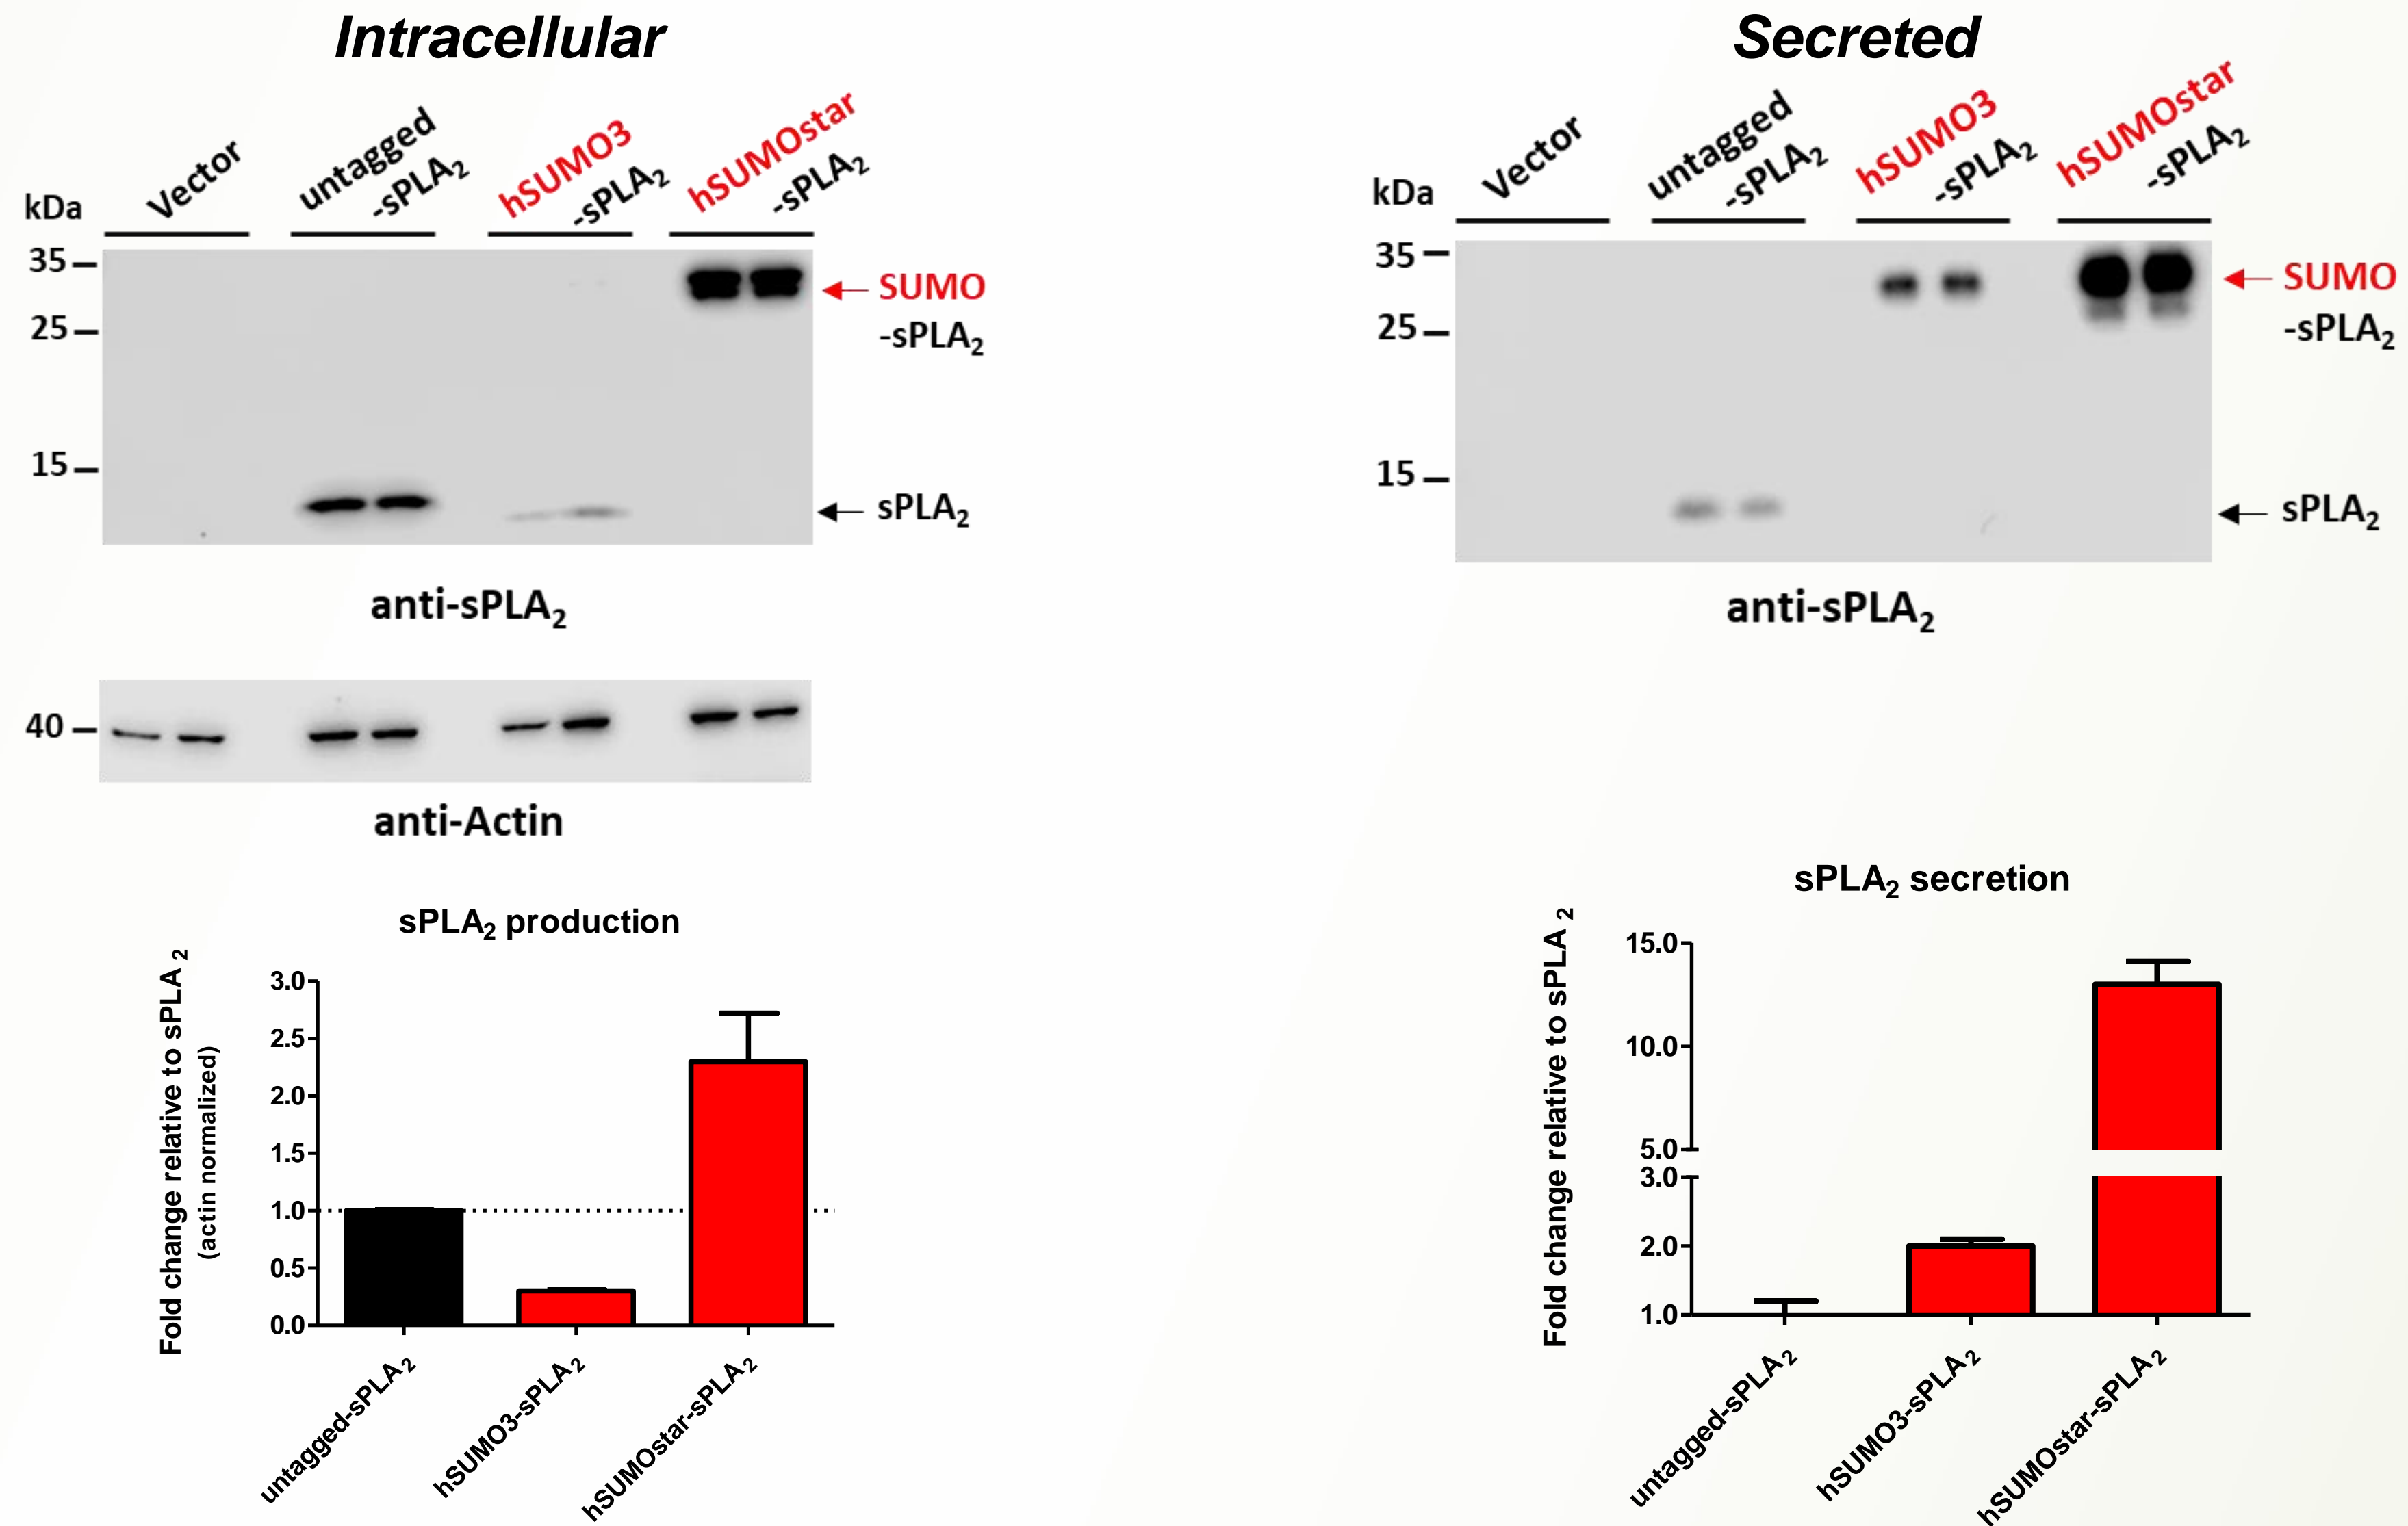 Intracellular
kDa
Vector
untagged
-sPLA2
hSUMO3
-sPLA2
hSUMOstar
-sPLA2
35
25
15
SUMO
-sPLA2
sPLA2
anti-sPLA2
40
anti-Actin
sPLA2 production
Fold change relative to sPLA2
(actin normalized)
3.0
2.5
2.0
1.5
1.0
0.5
0.0
untagged-sPLA2
hSUMO3-sPLA2
hSUMOstar-sPLA2
Secreted
kDa
Vector
untagged
-sPLA2
hSUMO3
-sPLA2
hSUMOstar
-sPLA2
35
25
15
SUMO
-sPLA2
sPLA2
anti-sPLA2
sPLA2 secretion
Fold change relative to sPLA2
15.0
10.0
5.0
3.0
2.0
1.0
untagged-sPLA2
hSUMO3-sPLA2
hSUMOstar-sPLA2